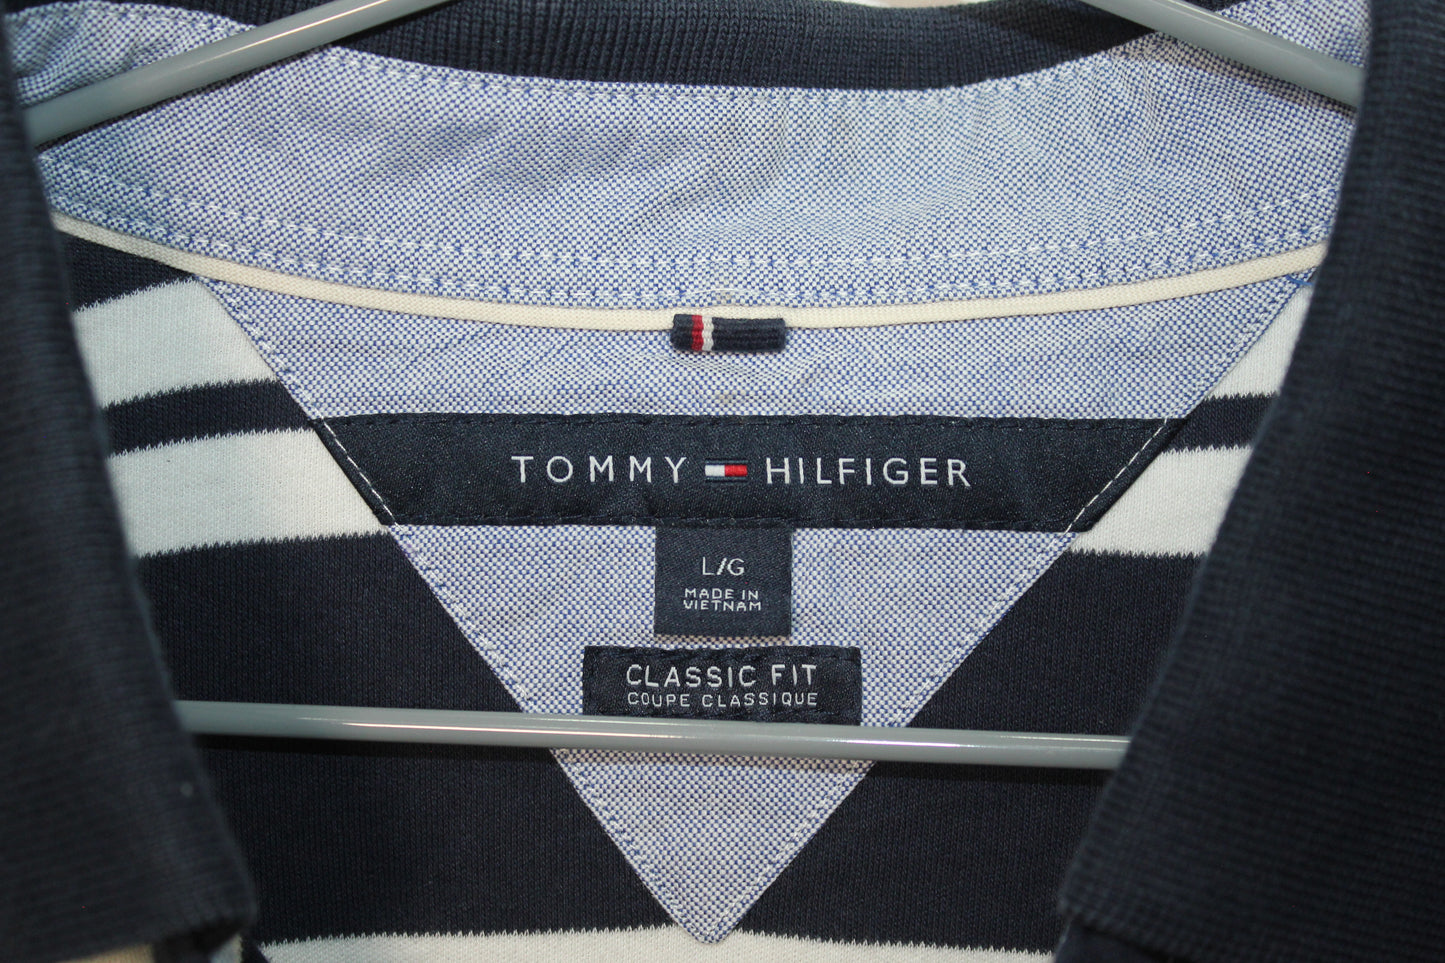 TOMMY HILFIGER
L/G
MADE IN
VIETNAM
CLASSIC FIT
COUPE CLASSIQUE